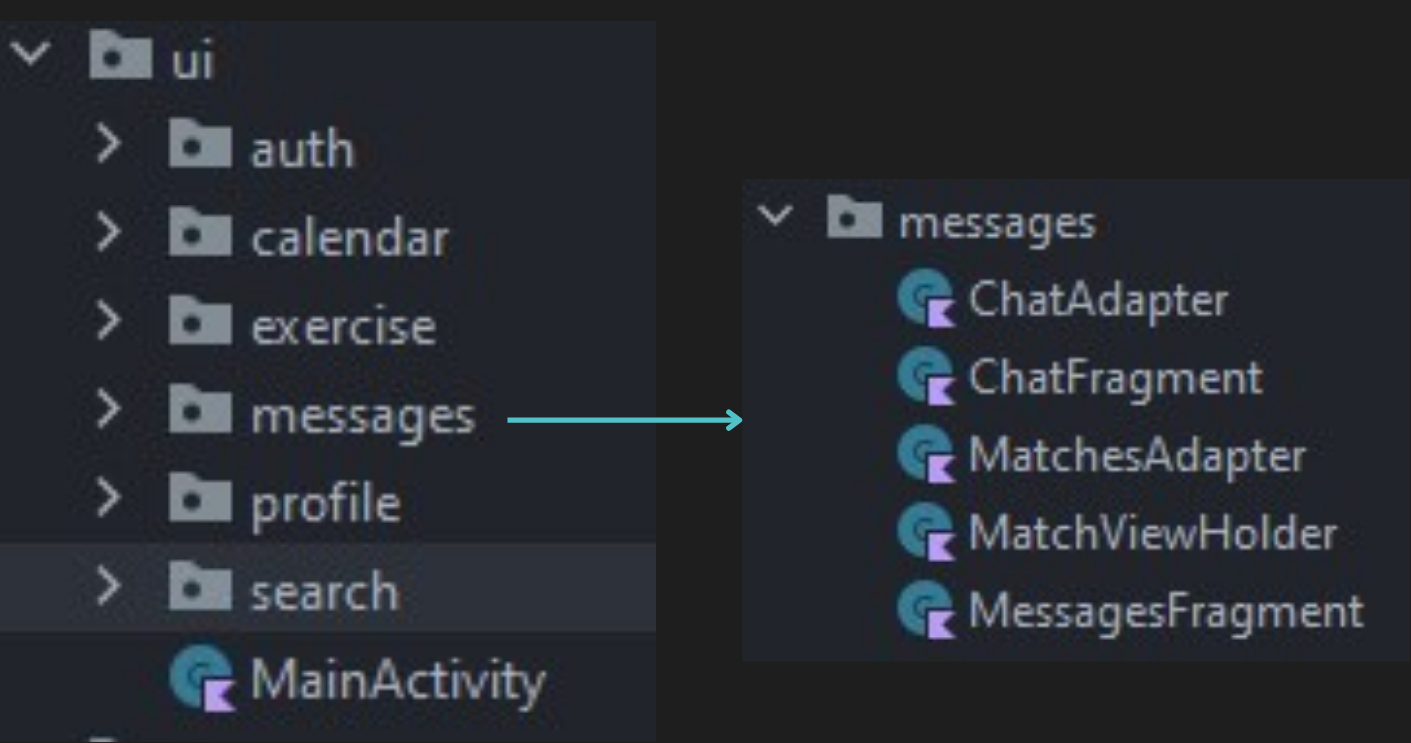 ui
auth
calendar
exercise
messages
profile
search
MainActivity
messages
ChatAdapter
ChatFragment
MatchesAdapter
MatchViewHolder
MessagesFragment